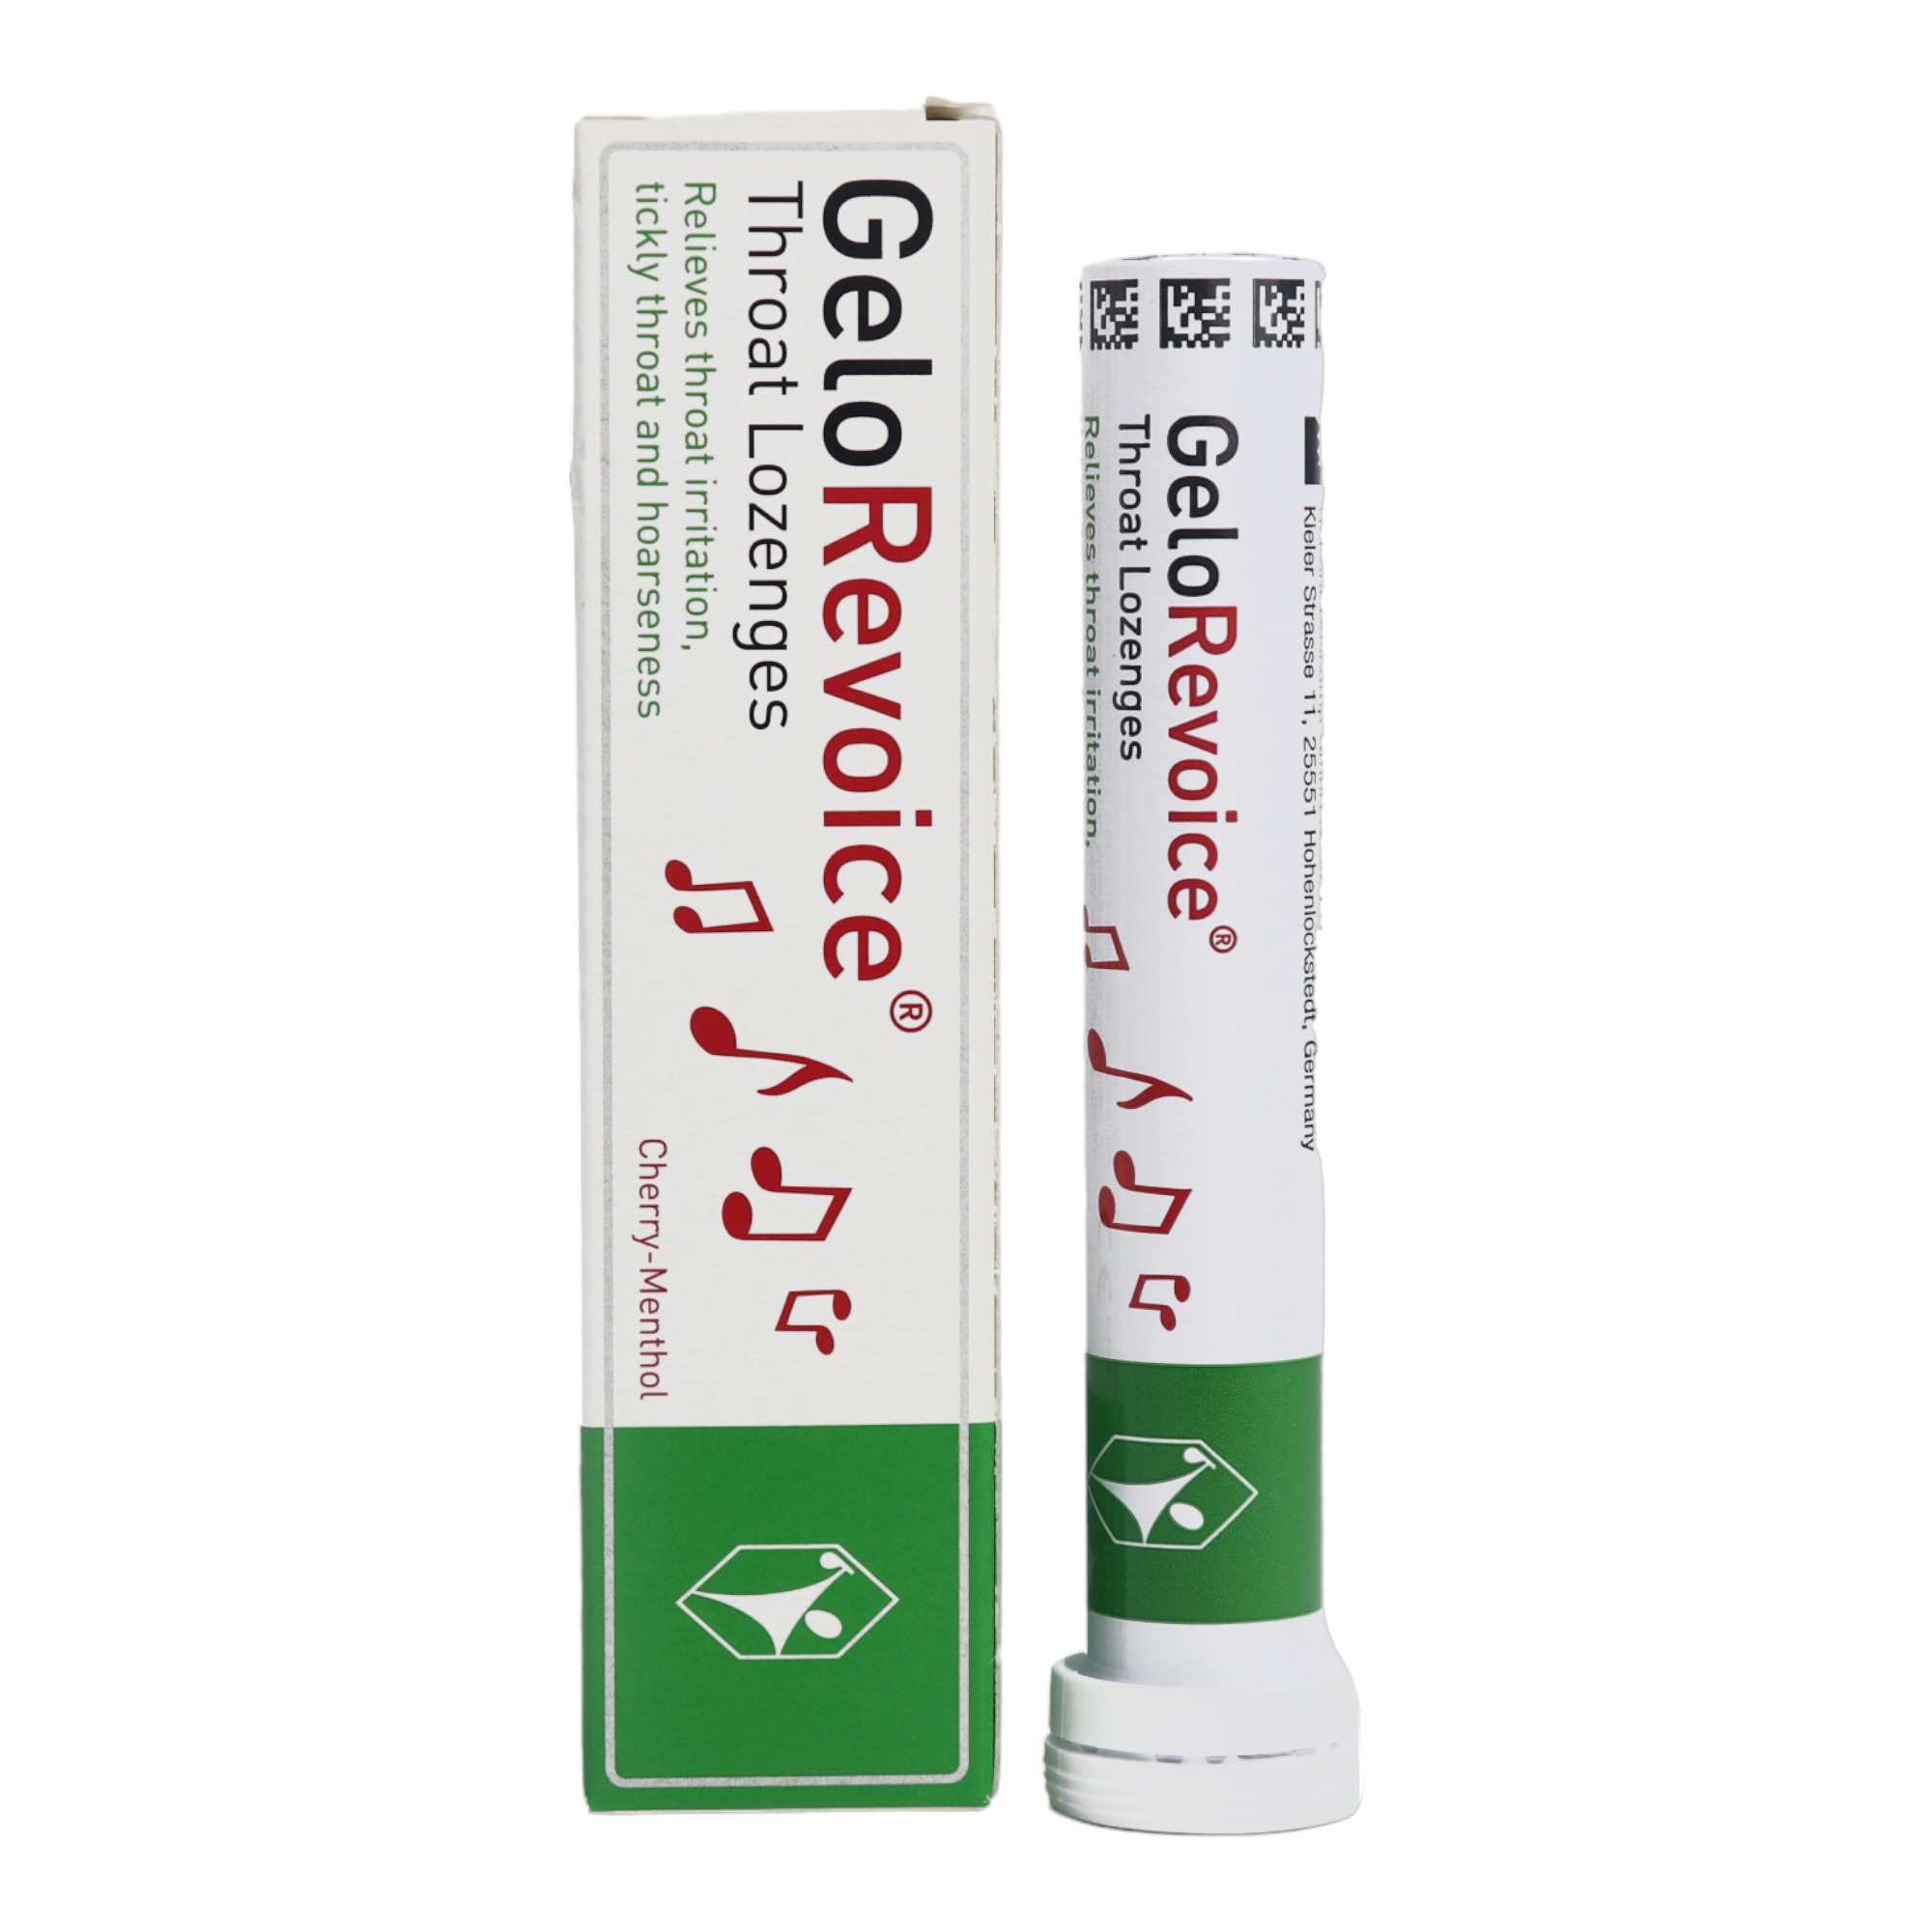 GeloRevoice®
Throat Lozenges
Relieves throat irritation,
tickly throat and hoarseness
Cherry-Menthol
Kieler Strasse 11, 25551 Hohenlockstedt, Germany
GeloRevoice®
Throat Lozenges
Relieves throat irritation,